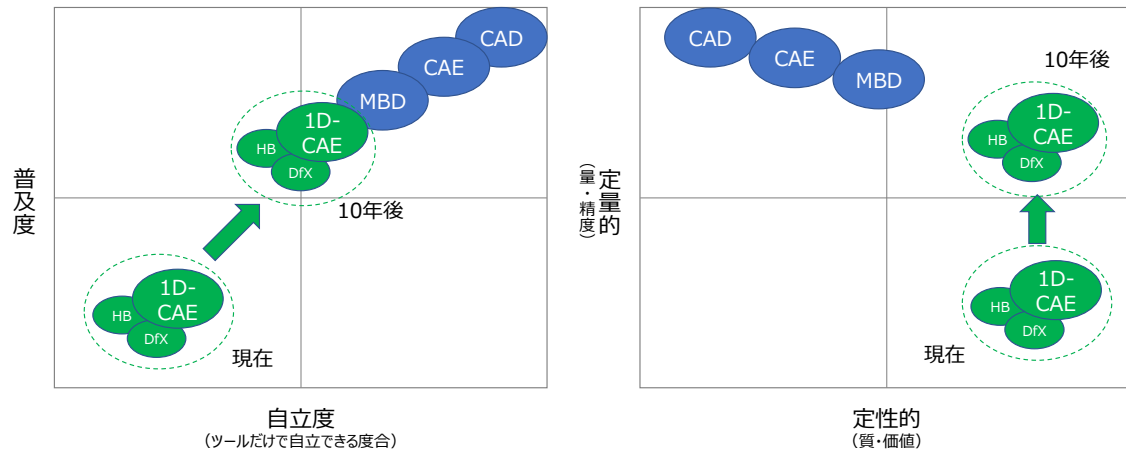 普及度
CAD
CAE
MBD
1D-
CAE
HB
DfX
10年後
1D-
CAE
HB
DfX
現在
自立度
（ツールだけで自立できる度合）
定量的
（量・精度）
CAD
CAE
MBD
10年後
1D-
CAE
HB
DfX
1D-
CAE
HB
DfX
現在
定性的
（質・価値）